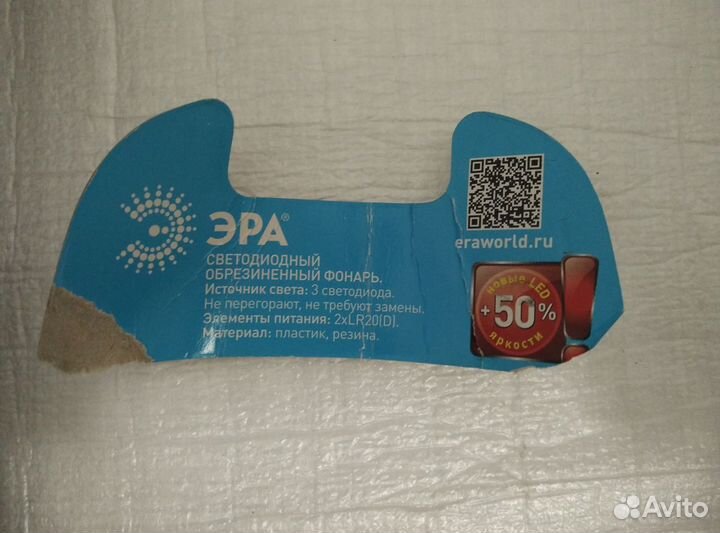 ЭРА®
СВЕТОДИОДНЫЙ
ОБРЕЗИНЕННЫЙ ФОНАРЬ.
Источник света: 3 светодиода.
Не перегорают, не требуют замены.
Элементы питания: 2xLR20(D).
Материал: пластик, резина.
eraworld.ru
НОВЫЕ LED
+50%
ЯРКОСТИ
Avito